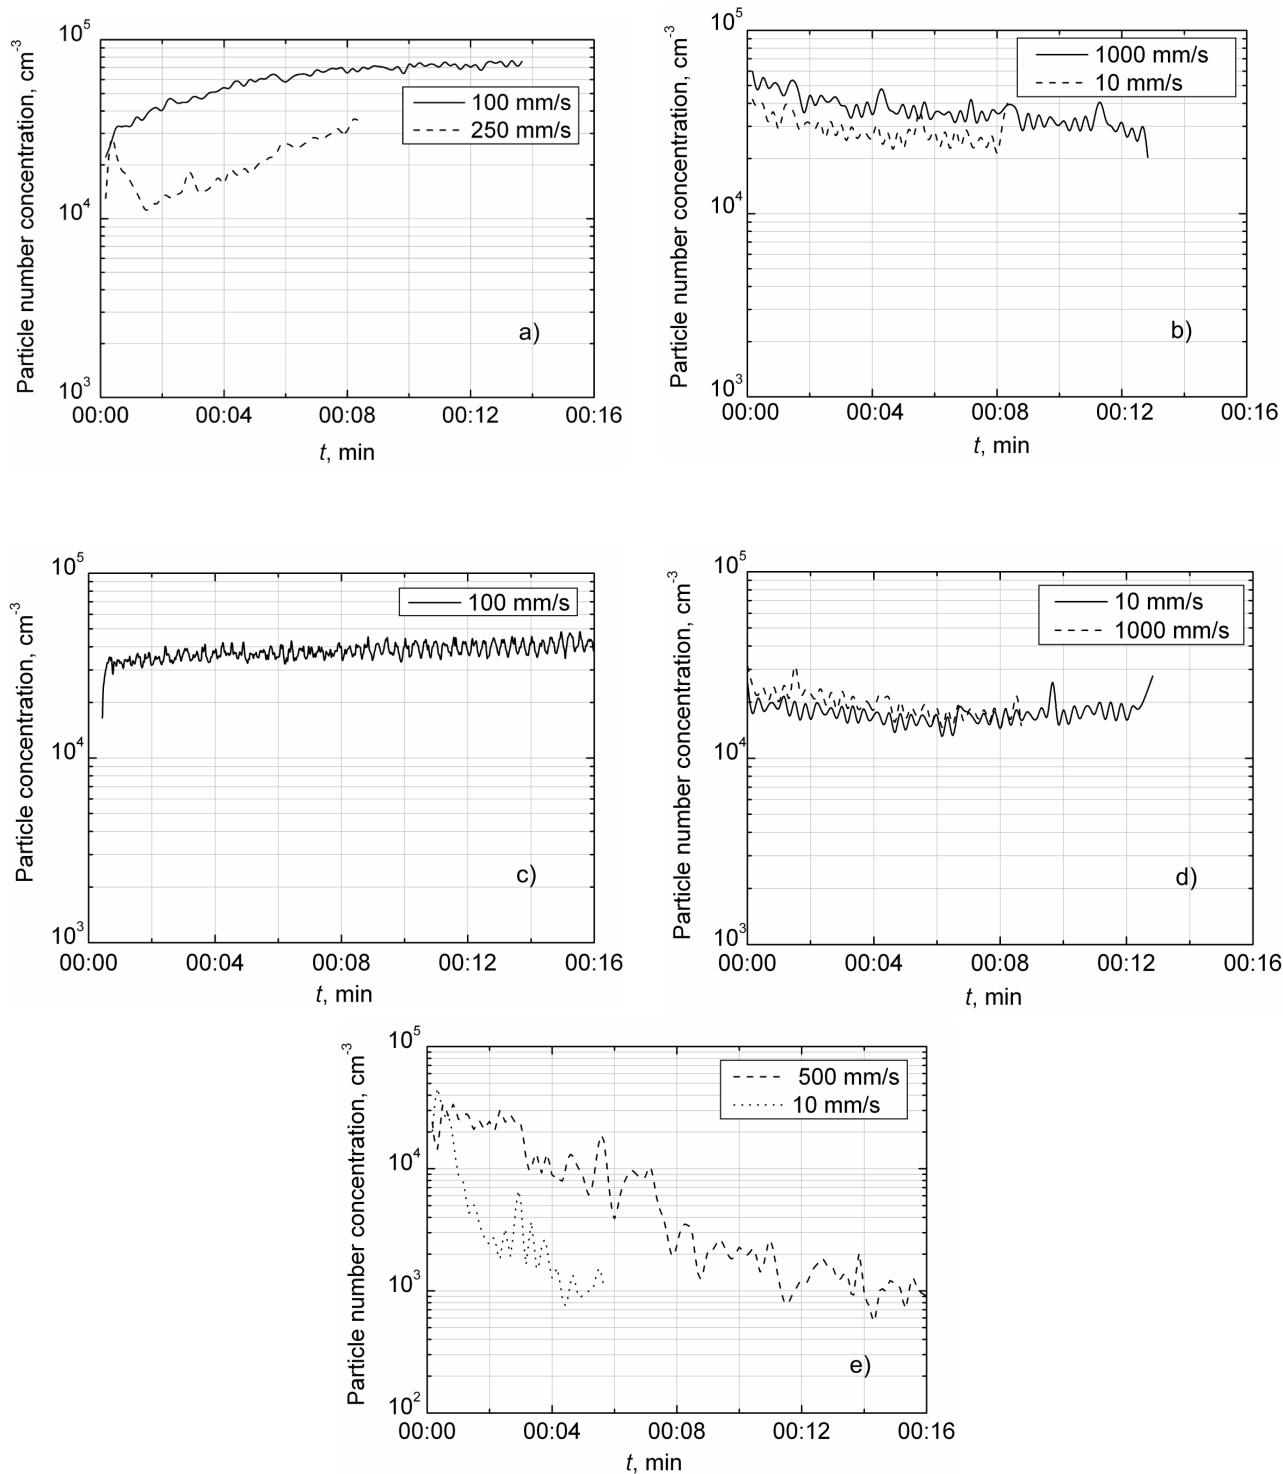 Particle number concentration, cm-3
10^5
10^4
10^3
100 mm/s
250 mm/s
a)
00:00 00:04 00:08 00:12 00:16
t, min
Particle number concentration, cm-3
10^5
10^4
10^3
1000 mm/s
10 mm/s
b)
00:00 00:04 00:08 00:12 00:16
t, min
Particle concentration, cm-3
10^5
10^4
10^3
100 mm/s
c)
00:00 00:04 00:08 00:12 00:16
t, min
Particle number concentration, cm-3
10^5
10^4
10^3
10 mm/s
1000 mm/s
d)
00:00 00:04 00:08 00:12 00:16
t, min
Particle number concentration, cm-3
10^5
10^4
10^3
10^2
500 mm/s
10 mm/s
e)
00:00 00:04 00:08 00:12 00:16
t, min